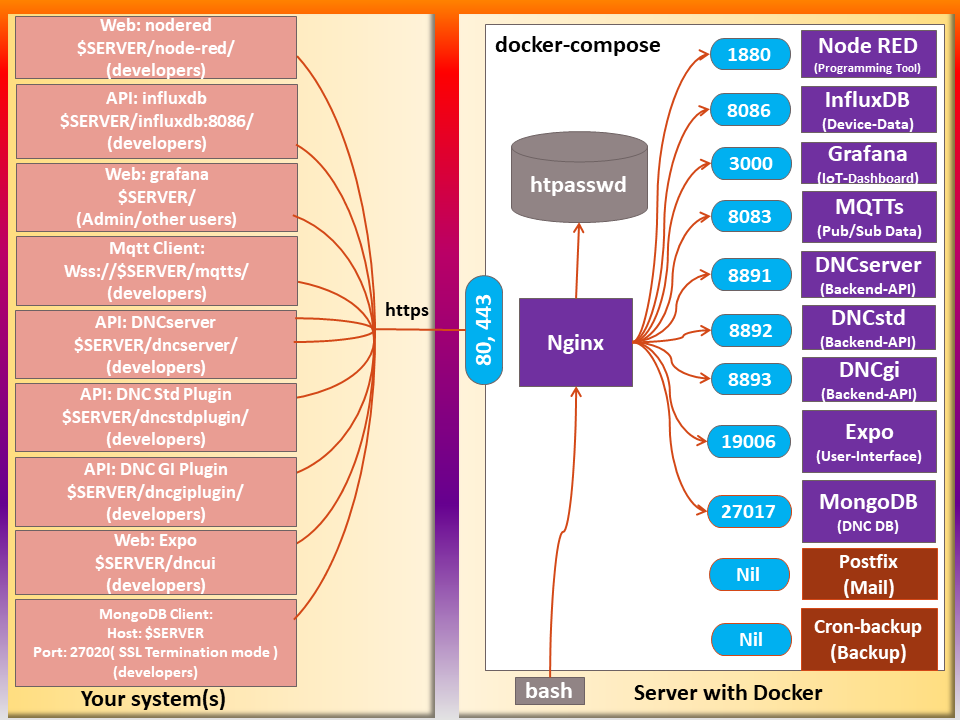 Web: nodered
$SERVER/node-red/
(developers)
API: influxdb
$SERVER/influxdb:8086/
(developers)
Web: grafana
$SERVER/
(Admin/other users)
Mqtt Client:
Wss://$SERVER/mqtts/
(developers)
API: DNCserver
$SERVER/dncserver/
(developers)
API: DNC Std Plugin
$SERVER/dncstdplugin/
(developers)
API: DNC GI Plugin
$SERVER/dncgiplugin/
(developers)
Web: Expo
$SERVER/dncui
(developers)
MongoDB Client:
Host: $SERVER
Port: 27020( SSL Termination mode )
(developers)
Your system(s)
https
80, 443
docker-compose
htpasswd
Nginx
bash
1880
Node RED
(Programming Tool)
8086
InfluxDB
(Device-Data)
3000
Grafana
(IoT-Dashboard)
8083
MQTTs
(Pub/Sub Data)
8891
DNCserver
(Backend-API)
8892
DNCstd
(Backend-API)
8893
DNCgi
(Backend-API)
19006
Expo
(User-Interface)
27017
MongoDB
(DNC DB)
Nil
Postfix
(Mail)
Nil
Cron-backup
(Backup)
Server with Docker